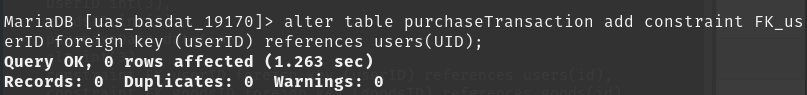 MariaDB [uas_basdat_19170]> alter table purchaseTransaction add constraint FK_us
erID foreign key (userID) references users(UID);
Query OK, 0 rows affected (1.263 sec)
Records: 0  Duplicates: 0  Warnings: 0